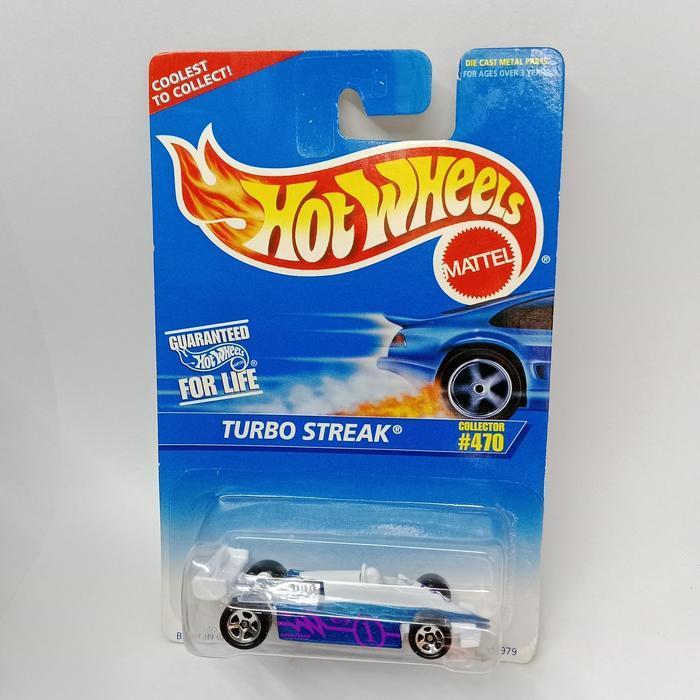 COOLEST
TO COLLECT!
DIE CAST METAL PARTS
FOR AGES OVER 3 YEARS
HOT WHEELS
MATTEL
®
GUARANTEED
HOT WHEELS
®
FOR LIFE
TURBO STREAK®
COLLECTOR
#470